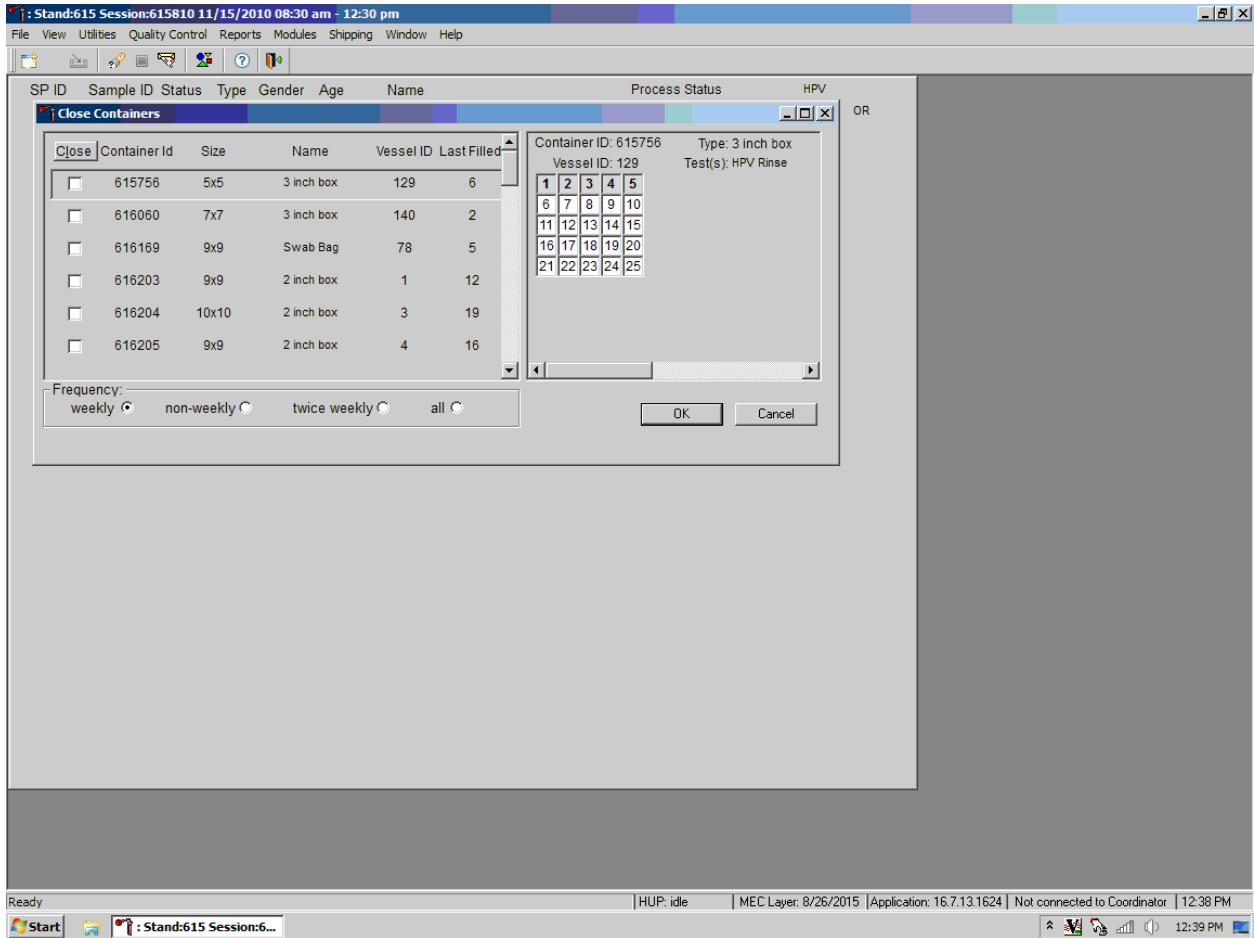 : Stand:615 Session:615810 11/15/2010 08:30 am - 12:30 pm
File View Utilities Quality Control Reports Modules Shipping Window Help
SP ID Sample ID Status Type Gender Age Name Process Status HPV
OR
Close Containers
Close Container Id Size Name Vessel ID Last Filled
615756 5x5 3 inch box 129 6
616060 7x7 3 inch box 140 2
616169 9x9 Swab Bag 78 5
616203 9x9 2 inch box 1 12
616204 10x10 2 inch box 3 19
616205 9x9 2 inch box 4 16
Container ID: 615756 Type: 3 inch box
Vessel ID: 129 Test(s): HPV Rinse
1 2 3 4 5
6 7 8 9 10
11 12 13 14 15
16 17 18 19 20
21 22 23 24 25
Frequency:
weekly non-weekly twice weekly all
OK Cancel
Ready HUP: idle MEC Layer: 8/26/2015 Application: 16.7.13.1624 Not connected to Coordinator 12:38 PM
Start : Stand:615 Session:6... 12:39 PM